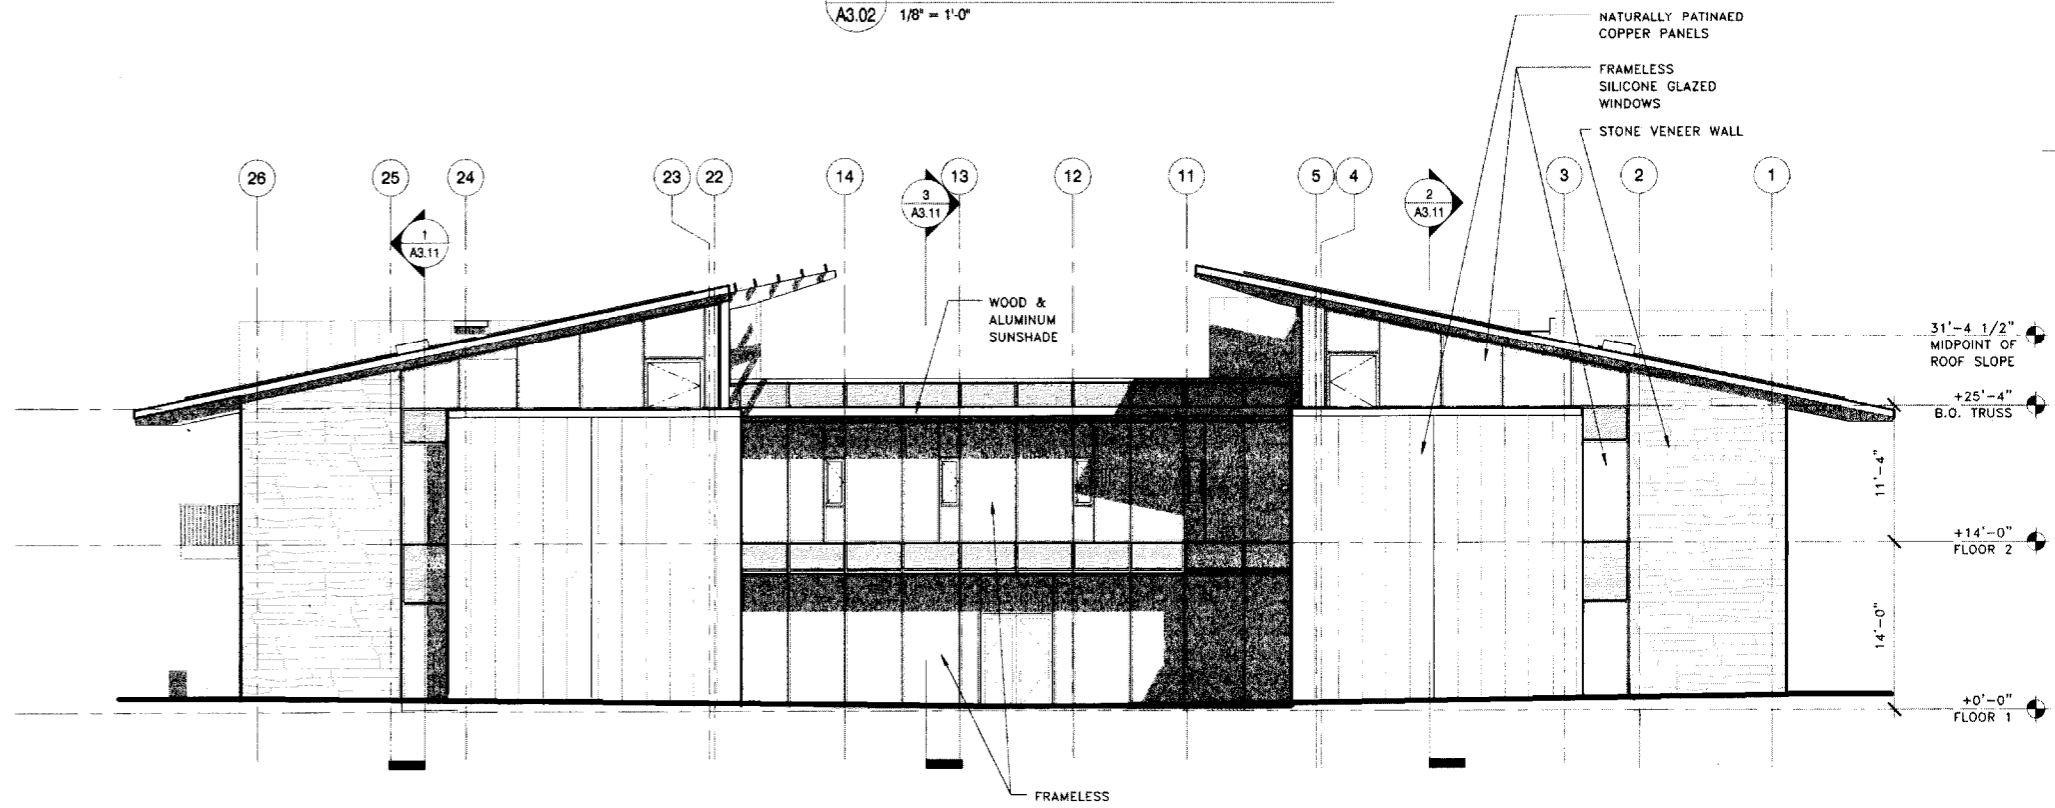 A3.02 1/8" = 1'-0"
NATURALLY PATINAED
COPPER PANELS
FRAMELESS
SILICONE GLAZED
WINDOWS
STONE VENEER WALL
26 25 24 23 22 14 13 12 11 5 4 3 2 1
1
A3.11
3
A3.11
2
A3.11
WOOD &
ALUMINUM
SUNSHADE
31'-4 1/2"
MIDPOINT OF
ROOF SLOPE
+25'-4"
B.O. TRUSS
11'-4"
+14'-0"
FLOOR 2
14'-0"
+0'-0"
FLOOR 1
FRAMELESS